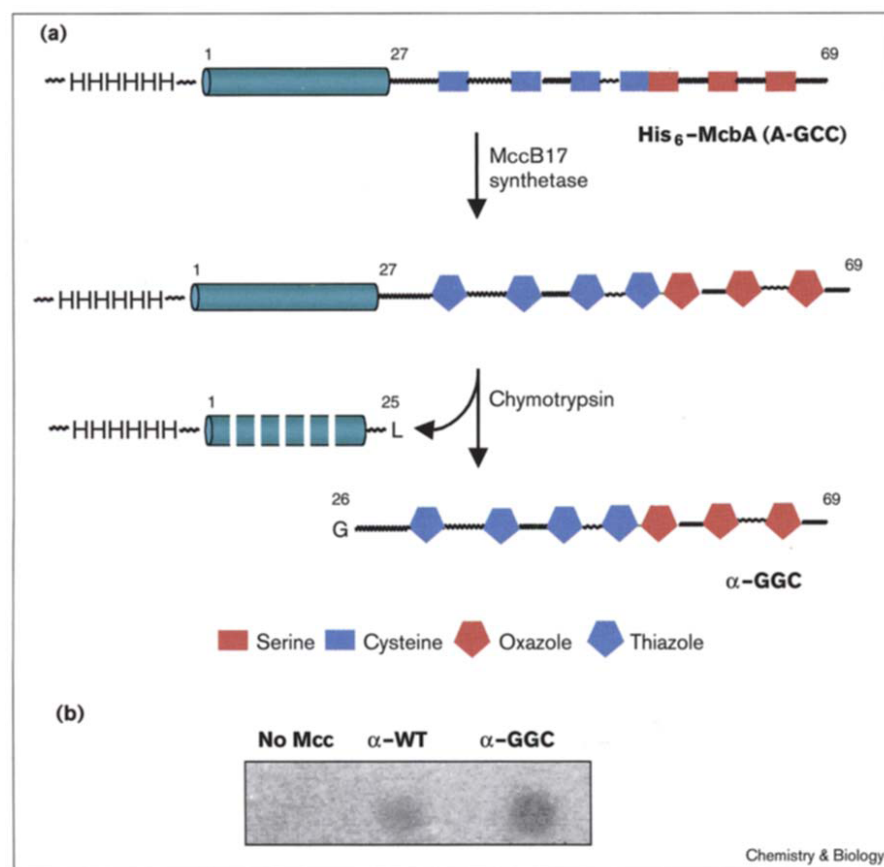 (a)
1
27
69
HHHHHH
His6–McbA (A-GCC)
MccB17
synthetase
1
27
69
HHHHHH
Chymotrypsin
1
25
HHHHHH
L
26
69
G
α–GGC
Serine
Cysteine
Oxazole
Thiazole
(b)
No Mcc
α–WT
α–GGC
Chemistry & Biology